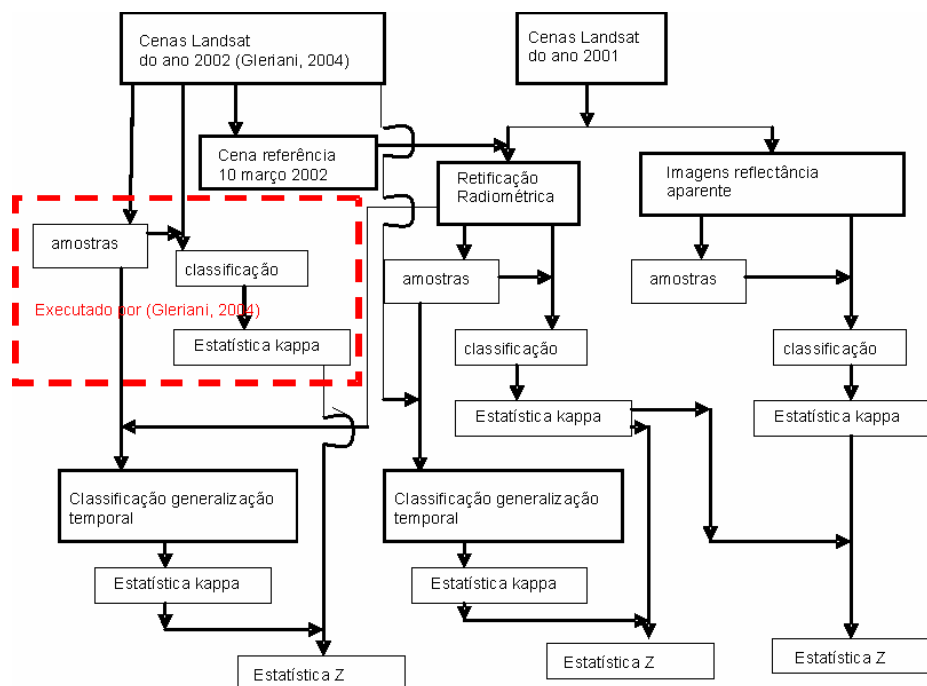 Cenas Landsat
do ano 2002 (Gleriani, 2004)
Cenas Landsat
do ano 2001
Cena referência
10 março 2002
Retificação
Radiométrica
Imagens reflectância
aparente
amostras
classificação
amostras
amostras
Executado por (Gleriani, 2004)
Estatística kappa
classificação
classificação
Estatística kappa
Estatística kappa
Classificação generalização
temporal
Classificação generalização
temporal
Estatística kappa
Estatística kappa
Estatística Z
Estatística Z
Estatística Z